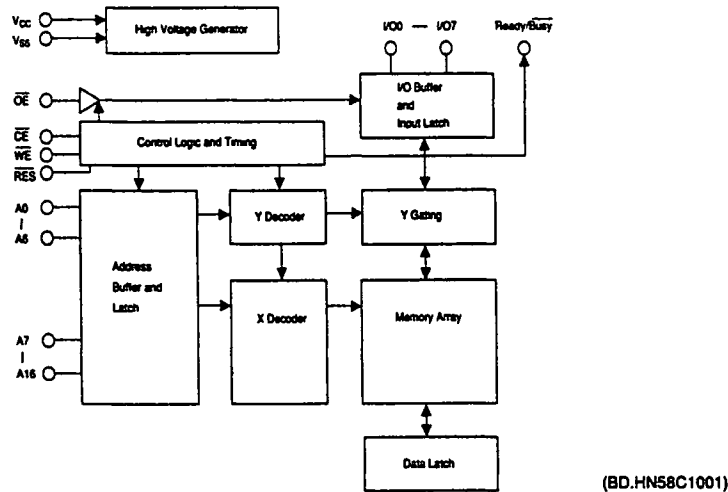 VCC
VSS
High Voltage Generator
I/O0 — I/O7
Ready/Busy
OE
I/O Buffer
and
Input Latch
CE
WE
RES
Control Logic and Timing
A0
A6
Address
Buffer and
Latch
Y Decoder
Y Gating
X Decoder
Memory Array
A7
A16
Data Latch
(BD.HN58C1001)